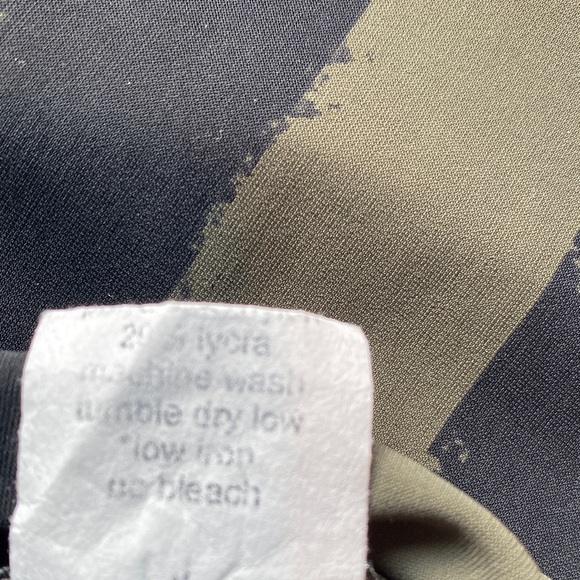 lycra
machine wash
tumble dry low
*low iron
no bleach